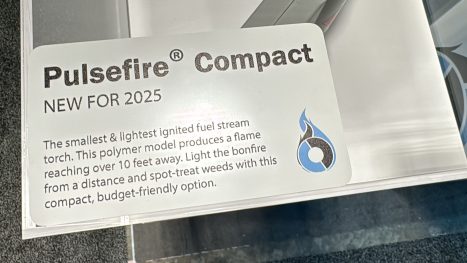 Pulsefire® Compact
NEW FOR 2025
The smallest & lightest ignited fuel stream
torch. This polymer model produces a flame
reaching over 10 feet away. Light the bonfire
from a distance and spot-treat weeds with this
compact, budget-friendly option.